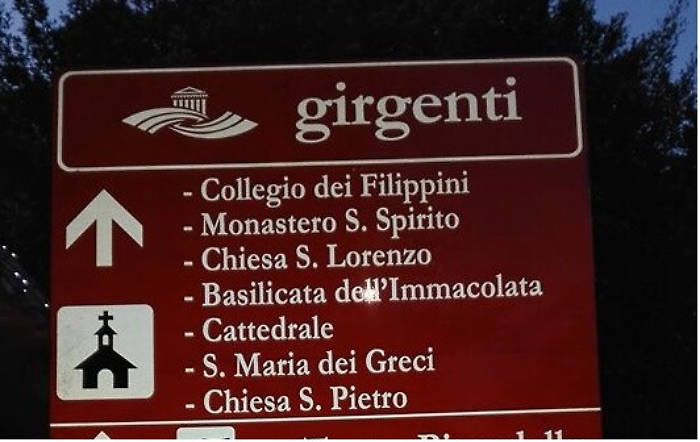 girgenti
- Collegio dei Filippini
- Monastero S. Spirito
- Chiesa S. Lorenzo
- Basilicata dell'Immacolata
- Cattedrale
- S. Maria dei Greci
- Chiesa S. Pietro